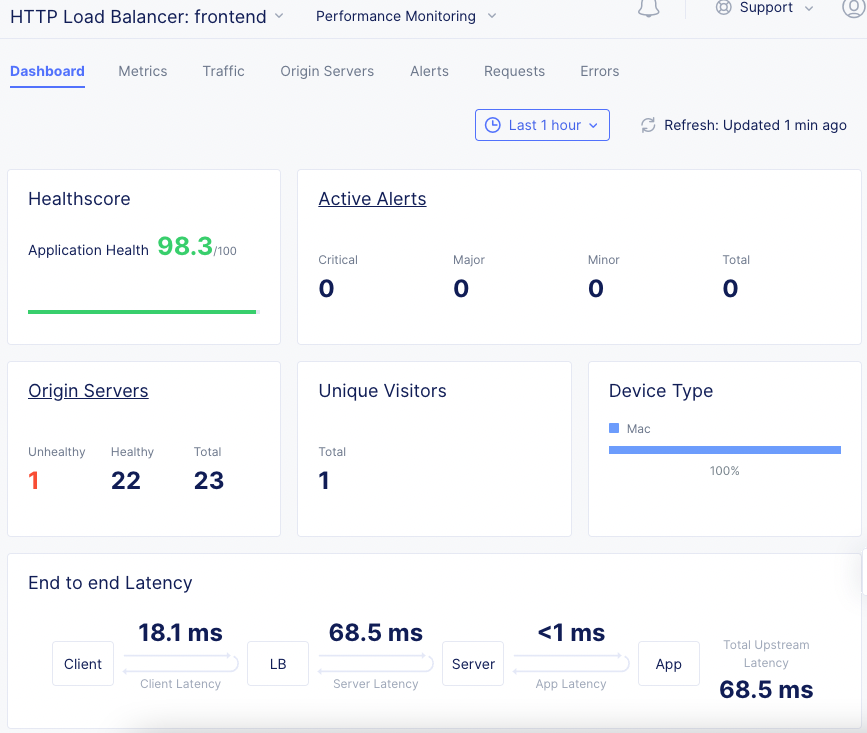 HTTP Load Balancer: frontend Performance Monitoring Support
Dashboard Metrics Traffic Origin Servers Alerts Requests Errors
Last 1 hour Refresh: Updated 1 min ago
Healthscore
Application Health 98.3/100
Active Alerts
Critical Major Minor Total
0 0 0 0
Origin Servers
Unhealthy Healthy Total
1 22 23
Unique Visitors
Total
1
Device Type
Mac
100%
End to end Latency
18.1 ms 68.5 ms <1 ms
Client LB Server App
Client Latency Server Latency App Latency
Total Upstream
Latency
68.5 ms